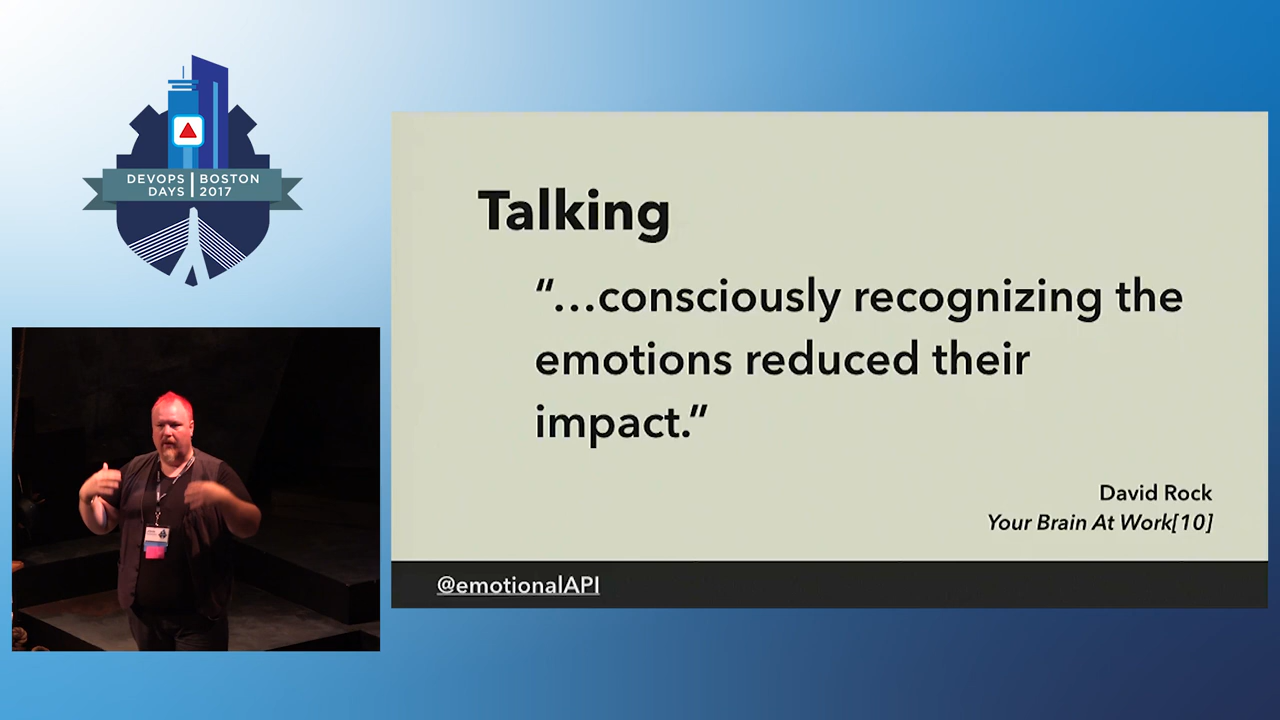 DEVOPS | BOSTON
DAYS | 2017
Talking
“...consciously recognizing the
emotions reduced their
impact.”
David Rock
Your Brain At Work[10]
@emotionalAPI